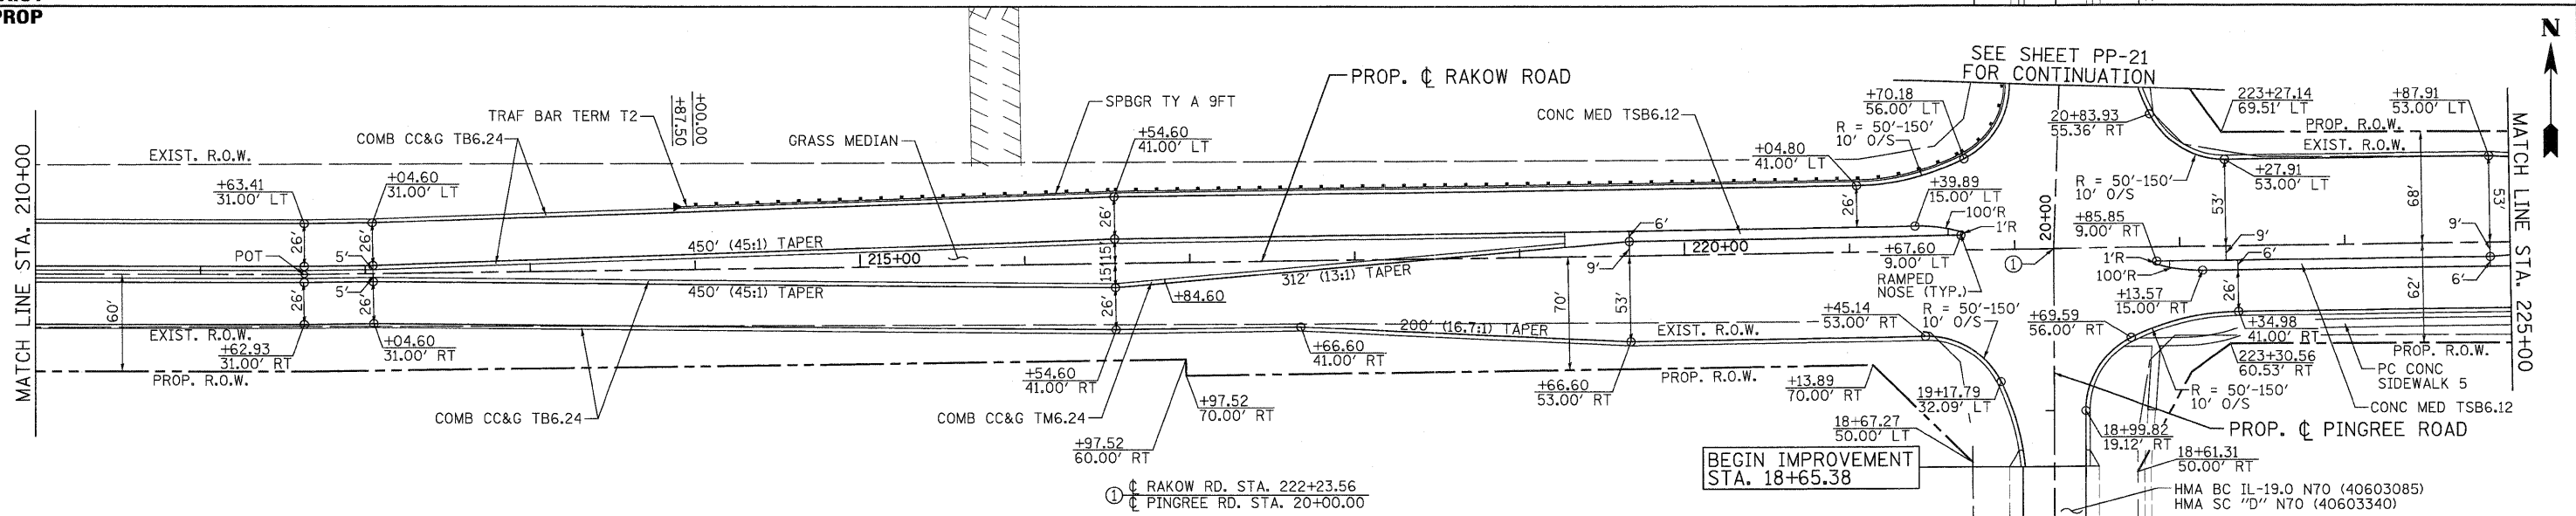 PROP
N
SEE SHEET PP-21
FOR CONTINUATION
PROP. ℄ RAKOW ROAD
SPBGR TY A 9FT
TRAF BAR TERM T2
+00.00
+87.50
COMB CC&G TB6.24
GRASS MEDIAN
CONC MED TSB6.12
+70.18
56.00' LT
R = 50'-150'
10' O/S
20+83.93
55.36' RT
223+27.14
69.51' LT
+87.91
53.00' LT
PROP. R.O.W.
EXIST. R.O.W.
EXIST. R.O.W.
+54.60
41.00' LT
+04.80
41.00' LT
+63.41
31.00' LT
+04.60
31.00' LT
+39.89
15.00' LT
100'R
1'R
R = 50'-150'
10' O/S
+27.91
53.00' LT
MATCH LINE STA. 210+00
MATCH LINE STA. 225+00
POT
26'
26'
26'
26'
5'
5'
26'
26'
26'
15'
15'
450' (45:1) TAPER
450' (45:1) TAPER
215+00
312' (13:1) TAPER
+84.60
6'
9'
220+00
+67.60
9.00' LT
RAMPED
NOSE (TYP.)
20+00
1
+85.85
9.00' RT
1'R
100'R
+13.57
15.00' RT
53'
9'
6'
26'
68'
62'
53'
9'
6'
60'
EXIST. R.O.W.
+62.93
31.00' RT
+04.60
31.00' RT
PROP. R.O.W.
200' (16.7:1) TAPER
70'
53'
26'
EXIST. R.O.W.
+45.14
53.00' RT
R = 50'-150'
10' O/S
+69.59
56.00' RT
+34.98
41.00' RT
223+30.56
60.53' RT
PROP. R.O.W.
PC CONC
SIDEWALK 5
+54.60
41.00' RT
+66.60
41.00' RT
+66.60
53.00' RT
PROP. R.O.W.
+13.89
70.00' RT
19+17.79
32.09' LT
R = 50'-150'
10' O/S
CONC MED TSB6.12
COMB CC&G TB6.24
COMB CC&G TM6.24
+97.52
70.00' RT
+97.52
60.00' RT
18+67.27
50.00' LT
18+99.82
19.12' RT
PROP. ℄ PINGREE ROAD
18+61.31
50.00' RT
BEGIN IMPROVEMENT
STA. 18+65.38
1 ℄ RAKOW RD. STA. 222+23.56
℄ PINGREE RD. STA. 20+00.00
HMA BC IL-19.0 N70 (40603085)
HMA SC "D" N70 (40603340)